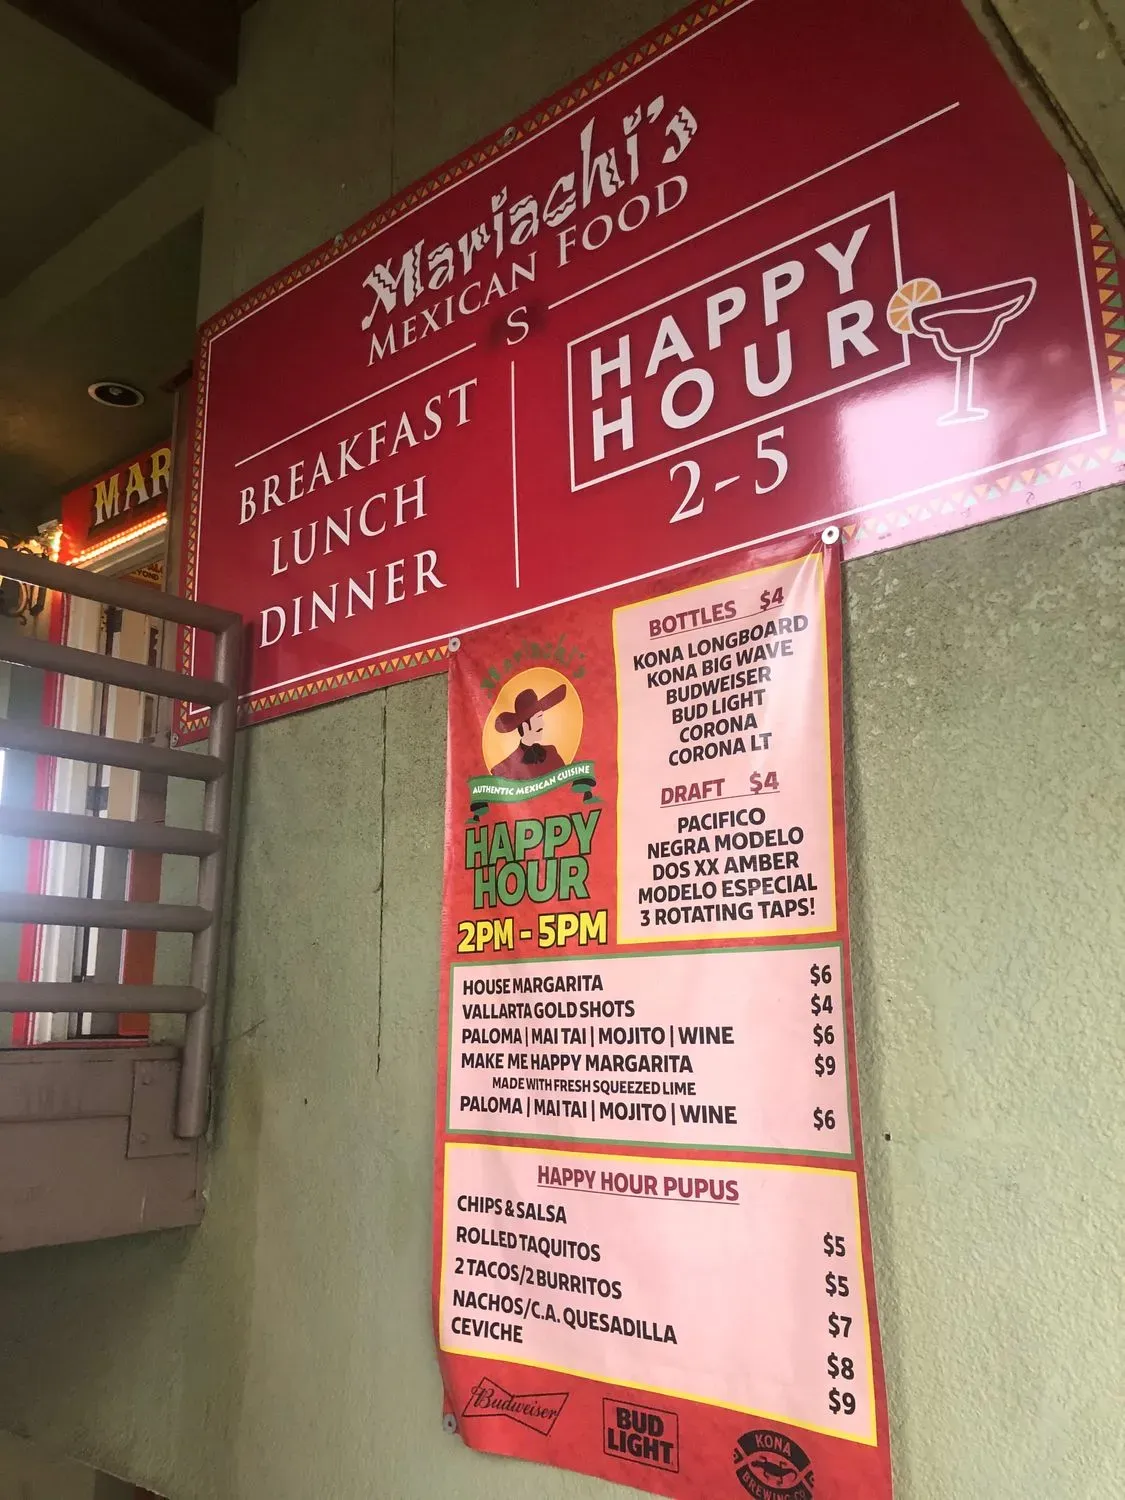 Mariachi's
MEXICAN FOOD
S
BREAKFAST
LUNCH
DINNER
HAPPY
HOUR
2-5
MAR
Mariachi's
AUTHENTIC MEXICAN CUISINE
HAPPY
HOUR
2PM - 5PM
BOTTLES $4
KONA LONGBOARD
KONA BIG WAVE
BUDWEISER
BUD LIGHT
CORONA
CORONA LT
DRAFT $4
PACIFICO
NEGRA MODELO
DOS XX AMBER
MODELO ESPECIAL
3 ROTATING TAPS!
HOUSE MARGARITA $6
VALLARTA GOLD SHOTS $4
PALOMA | MAI TAI | MOJITO | WINE $6
MAKE ME HAPPY MARGARITA $9
MADE WITH FRESH SQUEEZED LIME
PALOMA | MAI TAI | MOJITO | WINE $6
HAPPY HOUR PUPUS
CHIPS & SALSA $5
ROLLED TAQUITOS $5
2 TACOS/2 BURRITOS $7
NACHOS/C.A. QUESADILLA $8
CEVICHE $9
Budweiser
BUD
LIGHT
KONA
BREWING CO